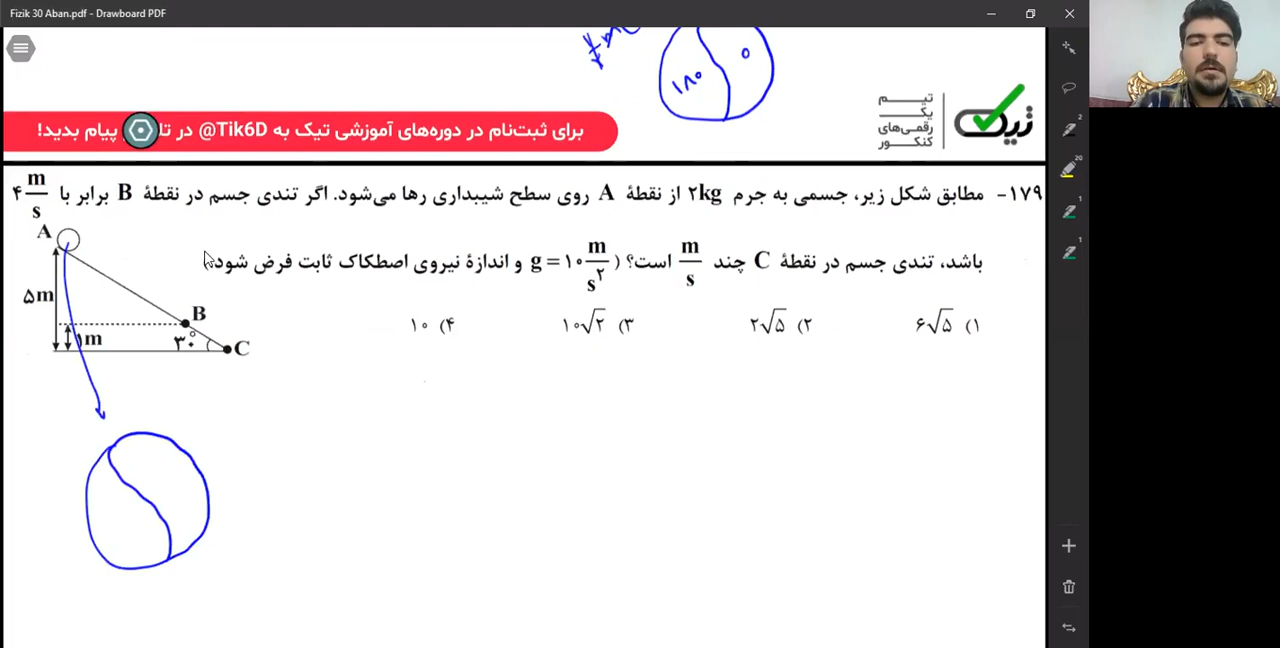 Fizik 30 Aban.pdf - Drawboard PDF
۱۸۰ ۰
تیـم
یـک
رقمی‌های
کنکور
تیک
برای ثبت‌نام در دوره‌های آموزشی تیک به Tik6D@ در تا پیام بدید!
۱۷۹- مطابق شکل زیر، جسمی به جرم ۲kg از نقطهٔ A روی سطح شیبداری رها می‌شود. اگر تندی جسم در نقطهٔ B برابر با ۴ m/s
باشد، تندی جسم در نقطهٔ C چند m/s است؟ (g = ۱۰ m/s² و اندازهٔ نیروی اصطکاک ثابت فرض شود.
۱) ۶√۵ ۲) ۲√۵ ۳) ۱۰√۲ ۴) ۱۰
A
۵m
B
۱m
۳۰°
C